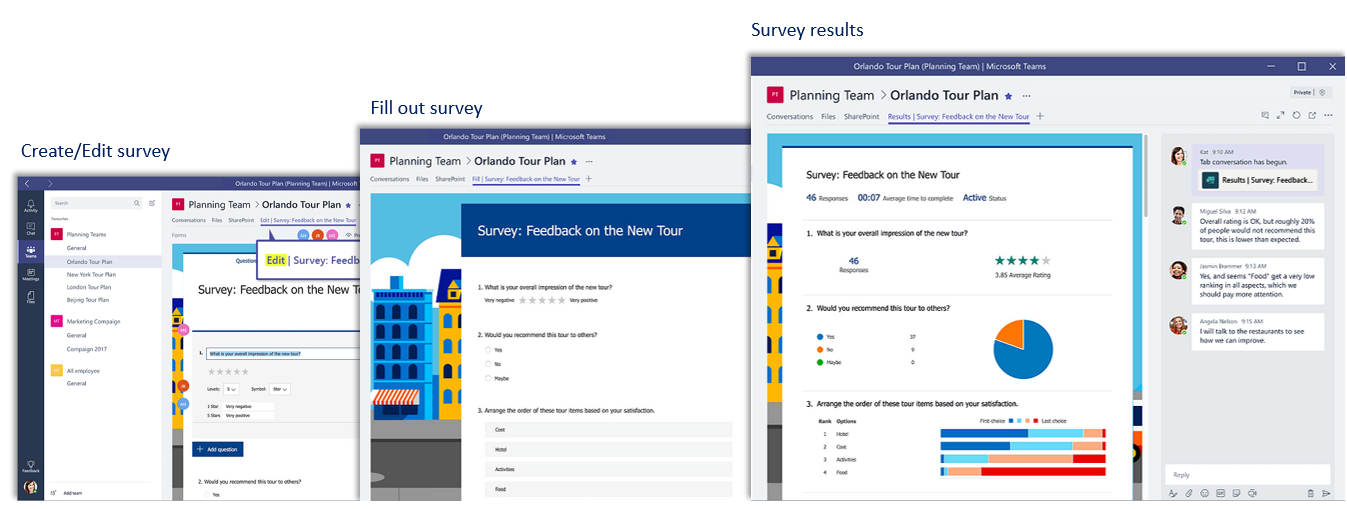 Create/Edit survey
Orlando Tour Plan (Planning Team) | Microsoft Teams
Activity
Chat
Teams
Meetings
Files
Feedback
Search
Favourites
PT Planning Teams
General
Orlando Tour Plan
New York Tour Plan
London Tour Plan
Beijing Tour Plan
MT Marketing Compaign
General
Compaign 2017
All employee
General
Add team
PT Planning Team > Orlando Tour Plan
Conversations Files SharePoint Edit | Survey: Feedback on the New Tour
Forms
AH JR MS
Edit | Survey: Feedb
Question
Survey: Feedback on the New T
MS
1. What is your overall impression of the new tour?
Levels: 5 Symbol: Star
JR
AH
1 Star Very negative
5 Stars Very positive
+ Add question
2. Would you recommend this tour to others?
Yes
Fill out survey
Orlando Tour Plan (Planning Team) | Microsoft Teams
PT Planning Team > Orlando Tour Plan ...
Conversations Files SharePoint Fill | Survey: Feedback on the New Tour +
Survey: Feedback on the New Tour
1. What is your overall impression of the new tour?
Very negative Very positive
2. Would you recommend this tour to others?
Yes
No
Maybe
3. Arrange the order of these tour items based on your satisfaction.
Cost
Hotel
Activities
Food
Survey results
Orlando Tour Plan (Planning Team) | Microsoft Teams
PT Planning Team > Orlando Tour Plan ...
Private |
Conversations Files SharePoint Results | Survey: Feedback on the New Tour +
Survey: Feedback on the New Tour
46 Responses 00:07 Average time to complete Active Status
1. What is your overall impression of the new tour?
46
Responses
3.85 Average Rating
2. Would you recommend this tour to others?
Yes 37
No 9
Maybe 0
3. Arrange the order of these tour items based on your satisfaction.
Rank Options First choice Last choice
1 Hotel
2 Cost
3 Activities
4 Food
Kat 9:10 AM
Tab conversation has begun.
Results | Survey: Feedback...
Miguel Silva 9:12 AM
Overall rating is OK, but roughly 20%
of people would not recommend this
tour, this is lower than expected.
Jasmin Brammer 9:13 AM
Yes, and seems "Food" get a very low
ranking in all aspects, which we
should pay more attention.
Angela Nelson 9:15 AM
I will talk to the restaurants to see
how we can improve.
Reply